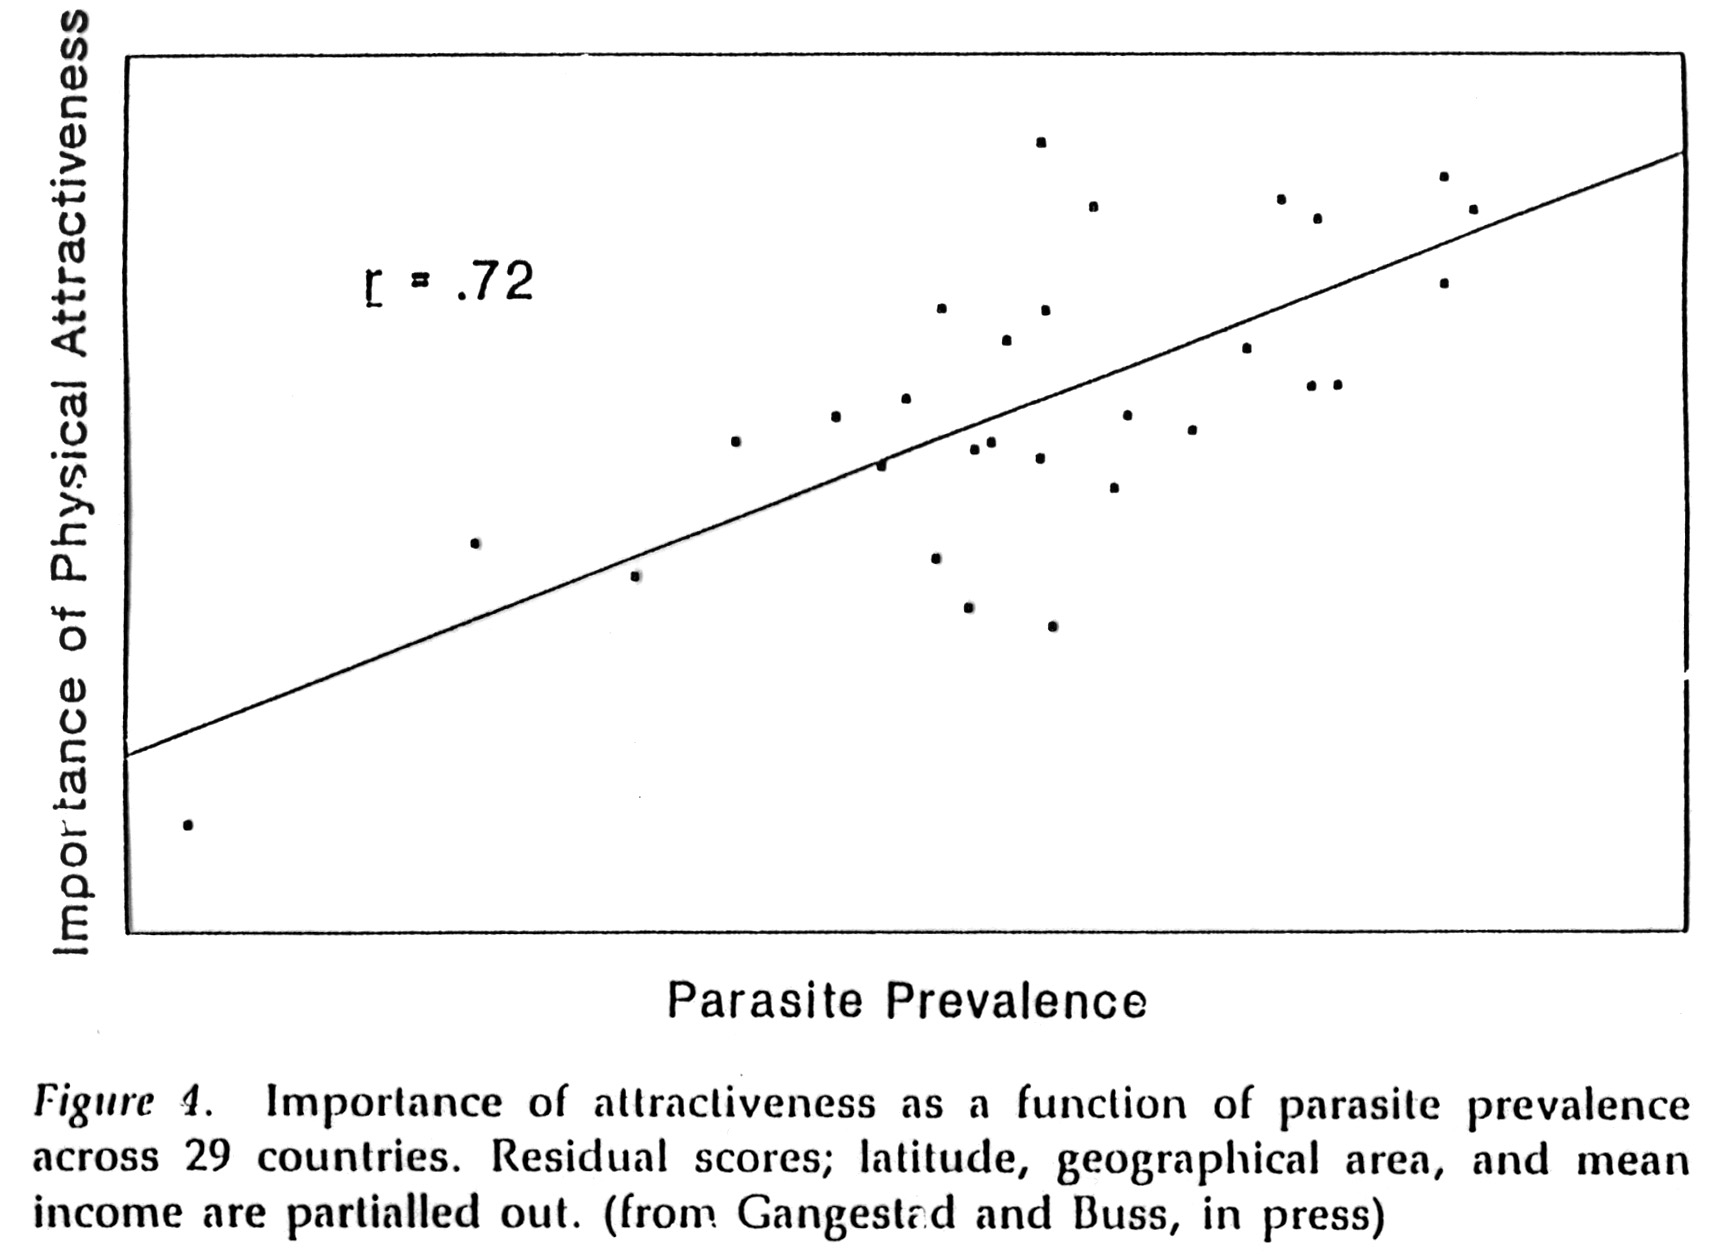 Importance of Physical Attractiveness
r = .72
Parasite Prevalence
Figure 4. Importance of attractiveness as a function of parasite prevalence
across 29 countries. Residual scores; latitude, geographical area, and mean
income are partialled out. (from Gangestad and Buss, in press)